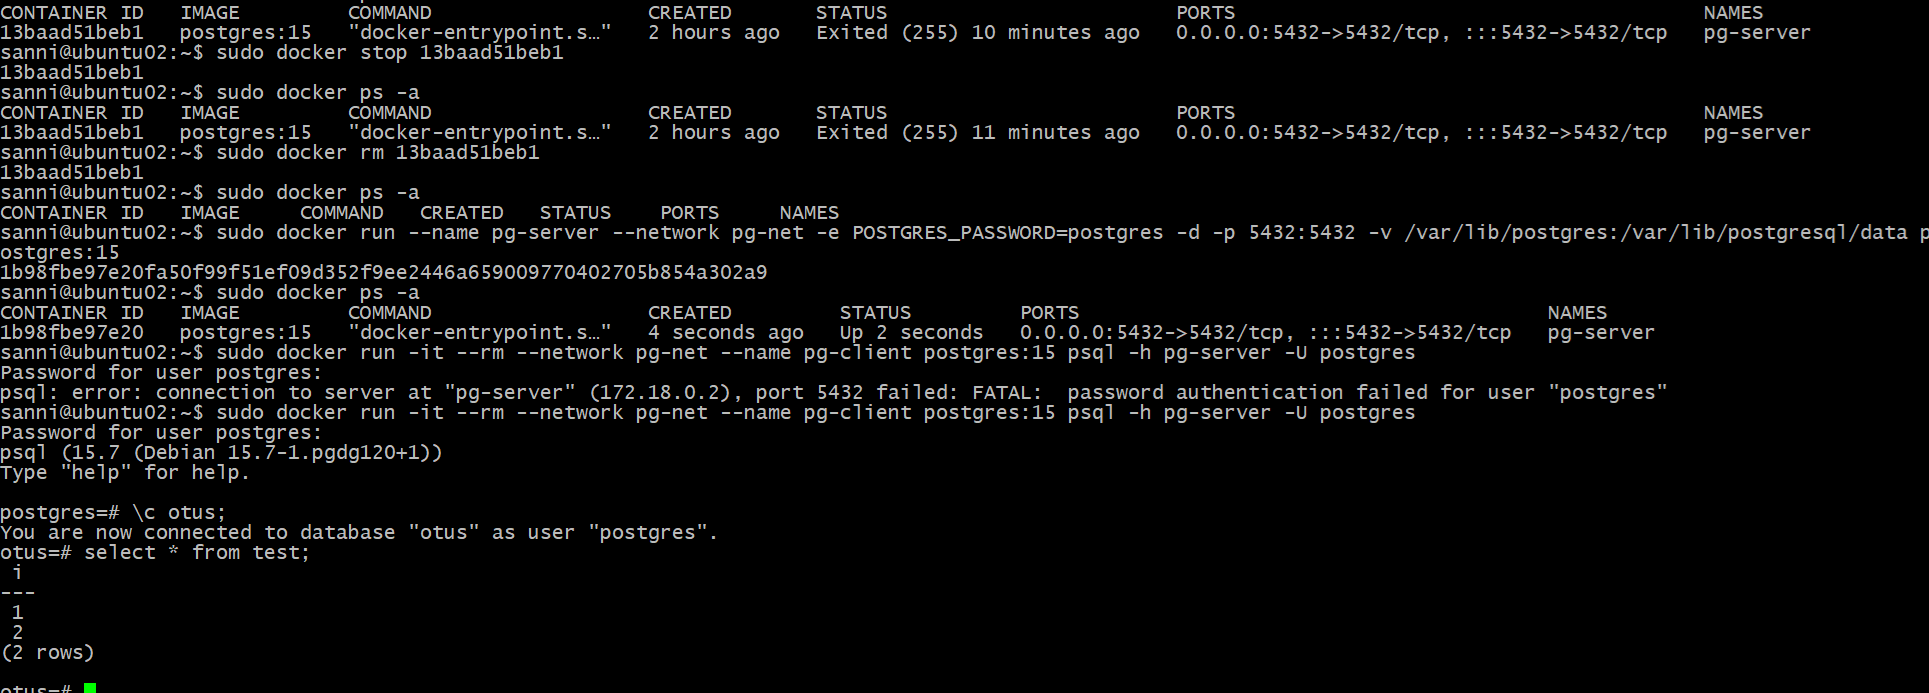 CONTAINER ID   IMAGE         COMMAND                  CREATED       STATUS                        PORTS                                       NAMES
13baad51beb1   postgres:15   "docker-entrypoint.s…"   2 hours ago   Exited (255) 10 minutes ago   0.0.0.0:5432->5432/tcp, :::5432->5432/tcp   pg-server
sanni@ubuntu02:~$ sudo docker stop 13baad51beb1
13baad51beb1
sanni@ubuntu02:~$ sudo docker ps -a
CONTAINER ID   IMAGE         COMMAND                  CREATED       STATUS                        PORTS                                       NAMES
13baad51beb1   postgres:15   "docker-entrypoint.s…"   2 hours ago   Exited (255) 11 minutes ago   0.0.0.0:5432->5432/tcp, :::5432->5432/tcp   pg-server
sanni@ubuntu02:~$ sudo docker rm 13baad51beb1
13baad51beb1
sanni@ubuntu02:~$ sudo docker ps -a
CONTAINER ID   IMAGE     COMMAND   CREATED   STATUS    PORTS     NAMES
sanni@ubuntu02:~$ sudo docker run --name pg-server --network pg-net -e POSTGRES_PASSWORD=postgres -d -p 5432:5432 -v /var/lib/postgres:/var/lib/postgresql/data p
ostgres:15
1b98fbe97e20fa50f99f51ef09d352f9ee2446a659009770402705b854a302a9
sanni@ubuntu02:~$ sudo docker ps -a
CONTAINER ID   IMAGE         COMMAND                  CREATED         STATUS         PORTS                                       NAMES
1b98fbe97e20   postgres:15   "docker-entrypoint.s…"   4 seconds ago   Up 2 seconds   0.0.0.0:5432->5432/tcp, :::5432->5432/tcp   pg-server
sanni@ubuntu02:~$ sudo docker run -it --rm --network pg-net --name pg-client postgres:15 psql -h pg-server -U postgres
Password for user postgres:
psql: error: connection to server at "pg-server" (172.18.0.2), port 5432 failed: FATAL:  password authentication failed for user "postgres"
sanni@ubuntu02:~$ sudo docker run -it --rm --network pg-net --name pg-client postgres:15 psql -h pg-server -U postgres
Password for user postgres:
psql (15.7 (Debian 15.7-1.pgdg120+1))
Type "help" for help.

postgres=# \c otus;
You are now connected to database "otus" as user "postgres".
otus=# select * from test;
 i
---
 1
 2
(2 rows)

otus=#